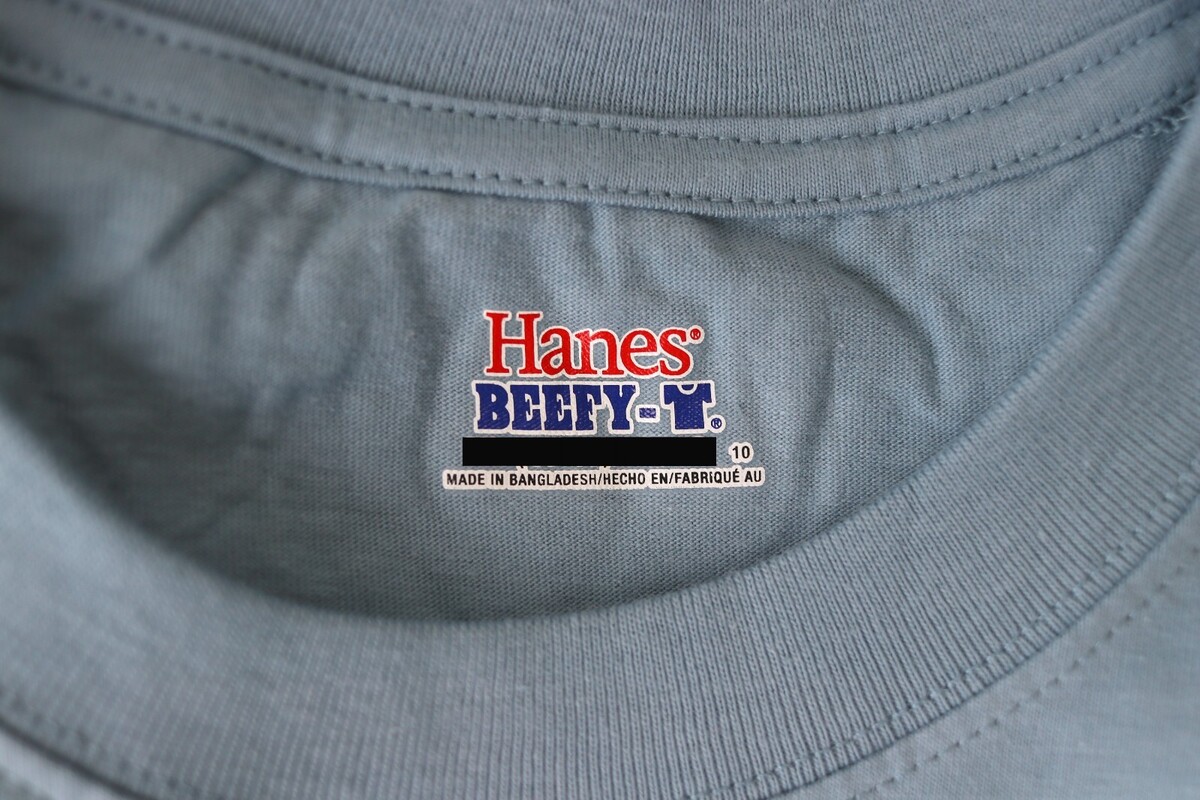 Hanes®
BEEFY-T®
10
MADE IN BANGLADESH/HECHO EN/FABRIQUÉ AU